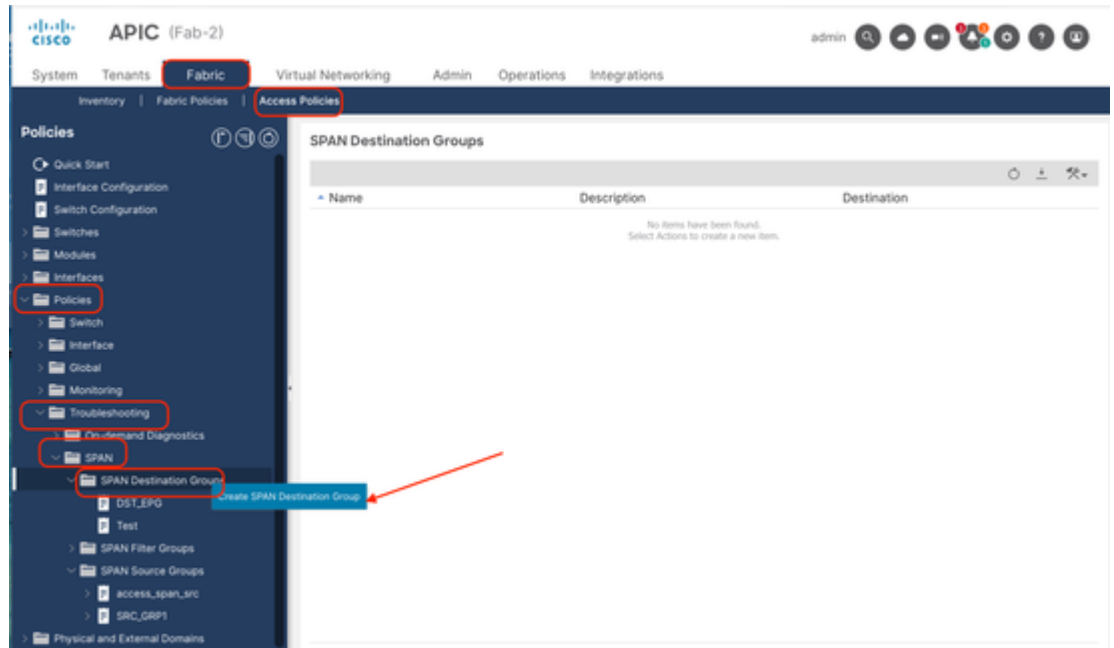 CISCO
APIC (Fab-2)
admin
System Tenants Fabric Virtual Networking Admin Operations Integrations
Inventory | Fabric Policies | Access Policies
Policies
Quick Start
Interface Configuration
Switch Configuration
Switches
Modules
Interfaces
Policies
Switch
Interface
Global
Monitoring
Troubleshooting
On-demand Diagnostics
SPAN
SPAN Destination Groups
Create SPAN Destination Group
DST_EPG
Test
SPAN Filter Groups
SPAN Source Groups
access_span_src
SRC_GRP1
Physical and External Domains
SPAN Destination Groups
Name Description Destination
No items have been found.
Select Actions to create a new item.